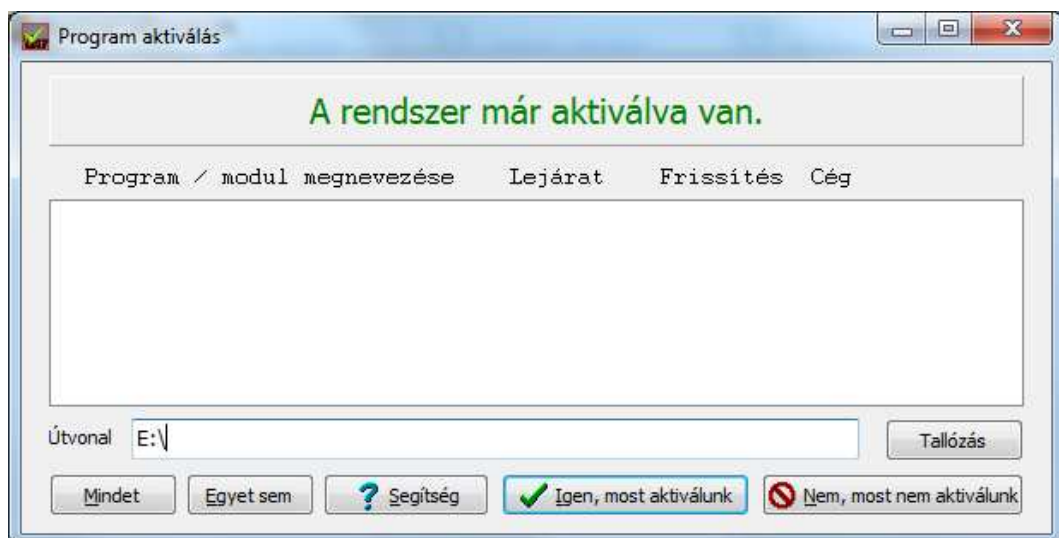 Program aktiválás
A rendszer már aktiválva van.
Program / modul megnevezése Lejárat Frissítés Cég
Útvonal E:\ Tallózás
Mindet Egyet sem ? Segítség Igen, most aktiválunk Nem, most nem aktiválunk